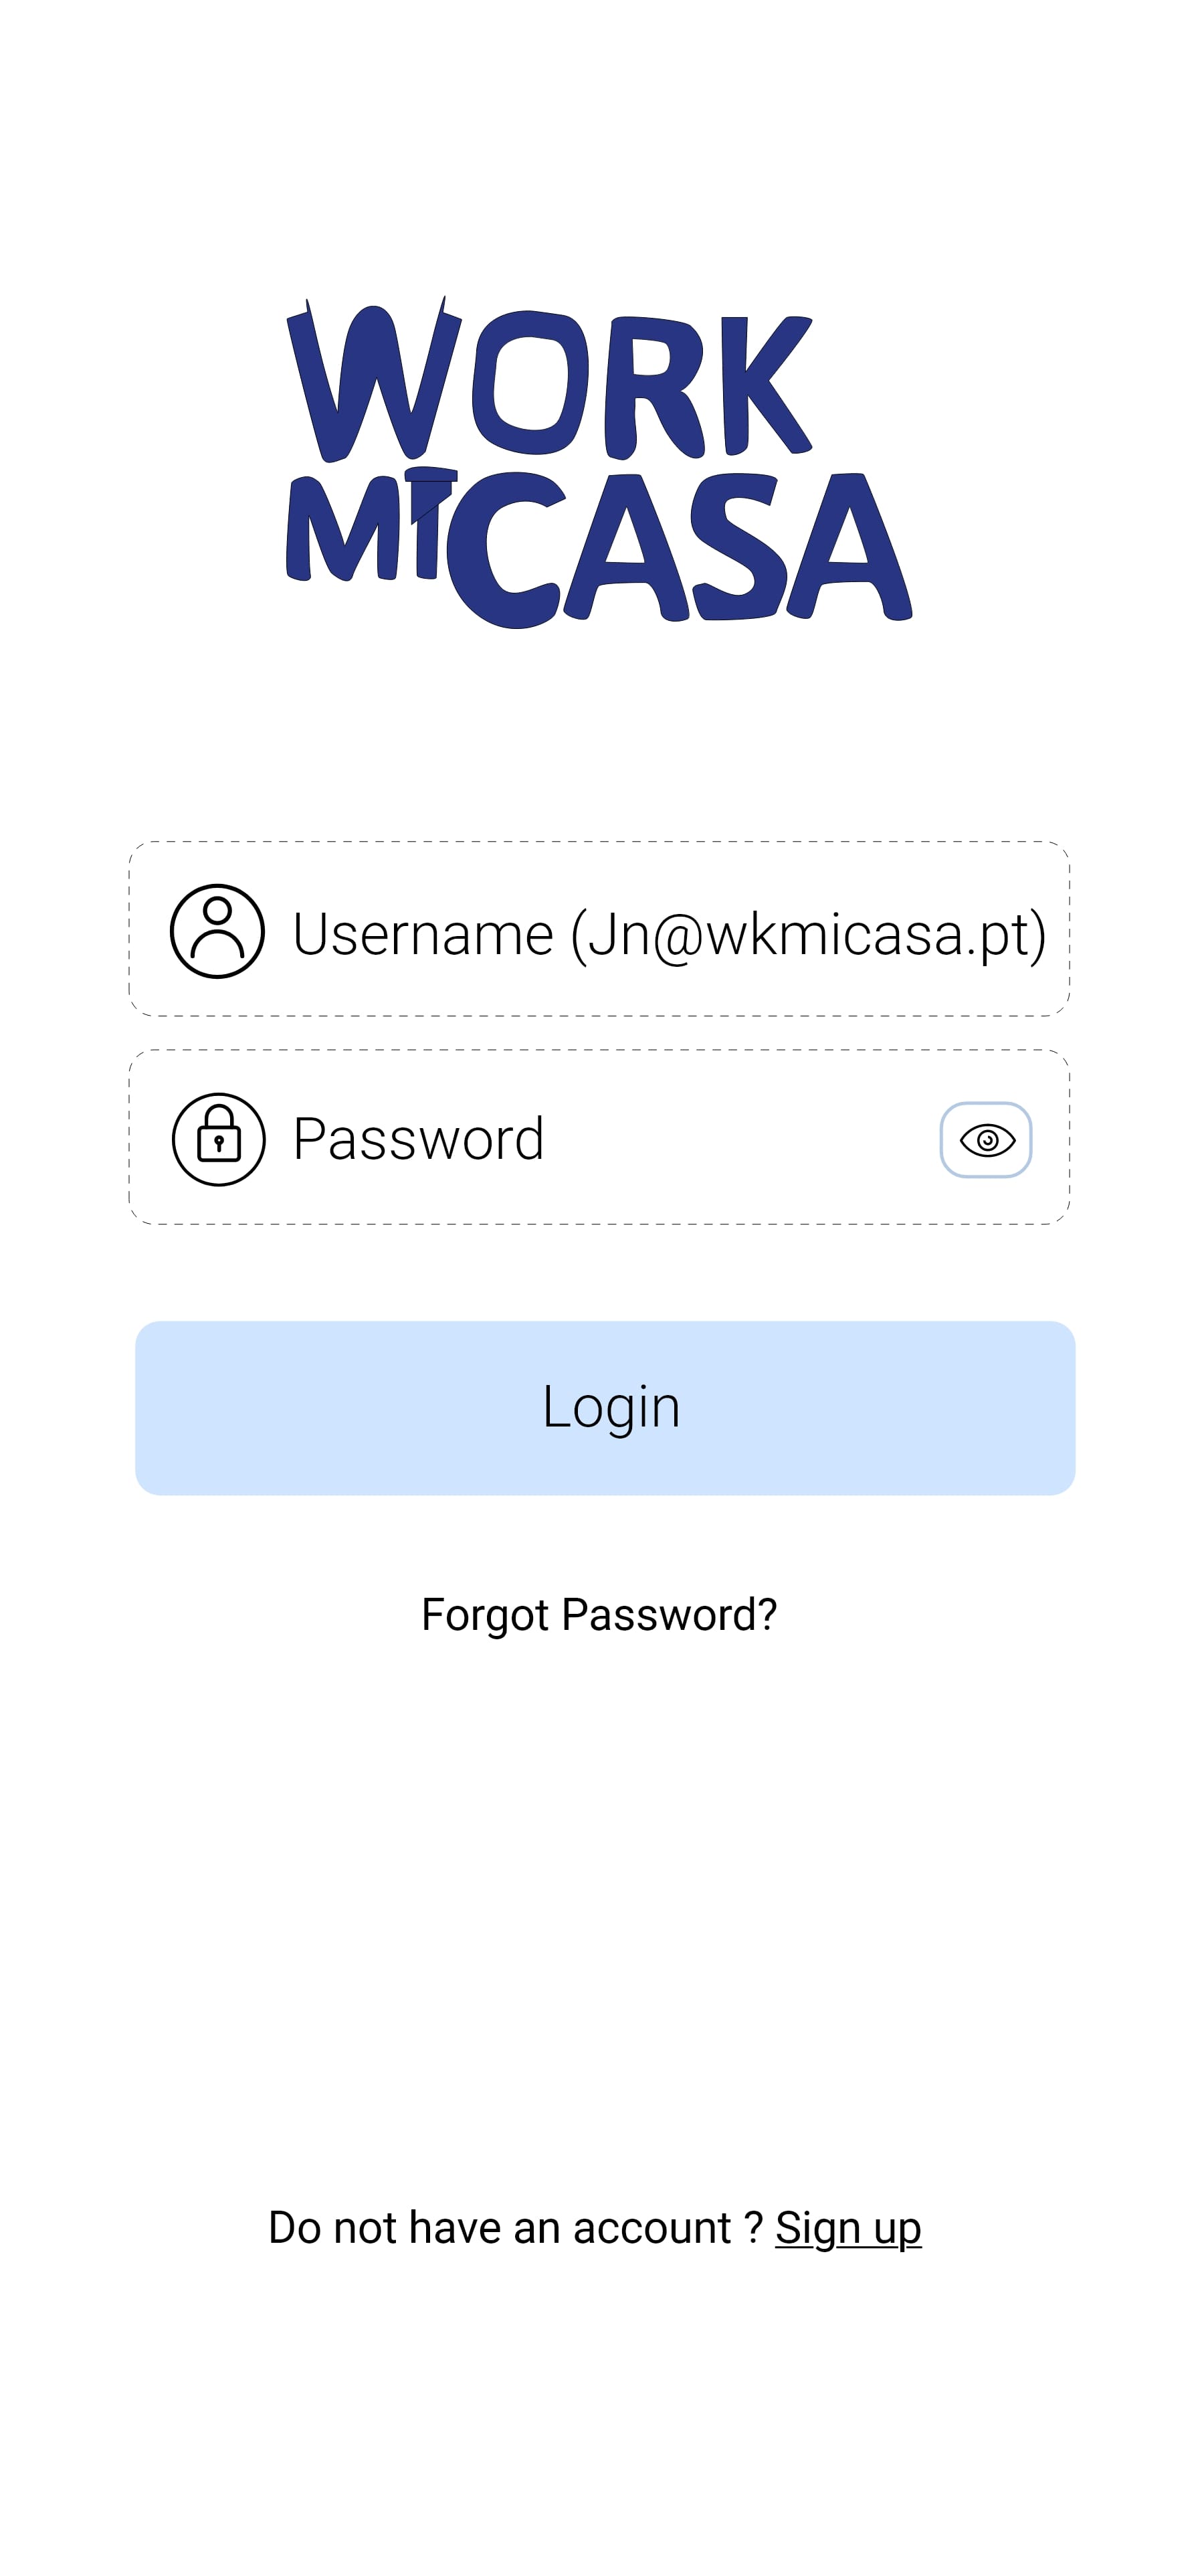 WORK
MICASA
Username (Jn@wkmicasa.pt)
Password
Login
Forgot Password?
Do not have an account ? Sign up